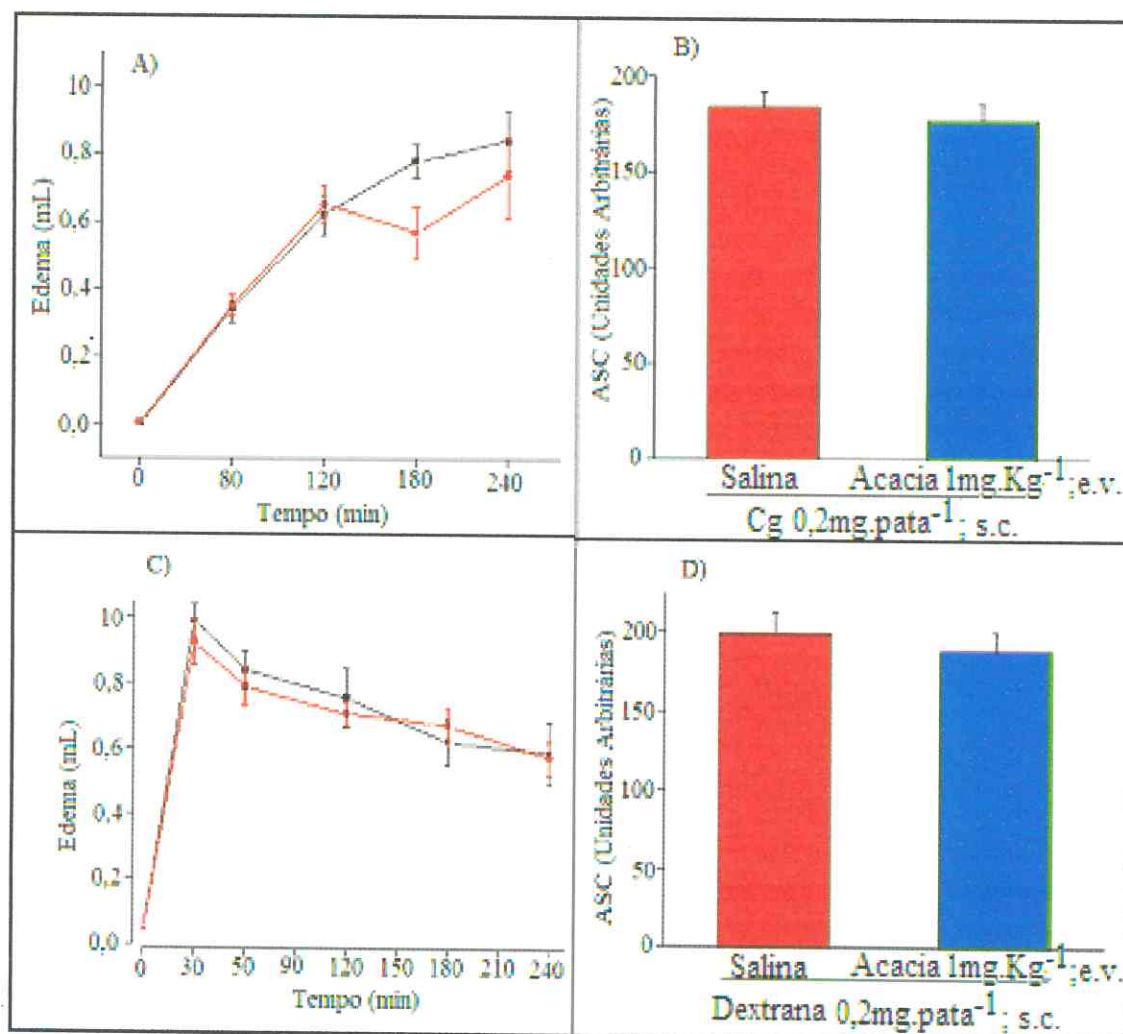 A)
Edema (mL)
10
0.8
0.6
0.4
0.2
0.0
0 80 120 180 240
Tempo (min)
B)
ASC (Unidades Arbitrárias)
200
150
100
50
0
Salina Acacia 1mg.Kg⁻¹;e.v.
Cg 0,2mg.pata⁻¹; s.c.
C)
Edema (mL)
10
0.8
0.6
0.4
0.2
0.0
0 30 50 90 120 150 180 210 240
Tempo (min)
D)
ASC (Unidades Arbitrárias)
200
150
100
50
0
Salina Acacia 1mg.Kg⁻¹;e.v.
Dextrana 0,2mg.pata⁻¹; s.c.